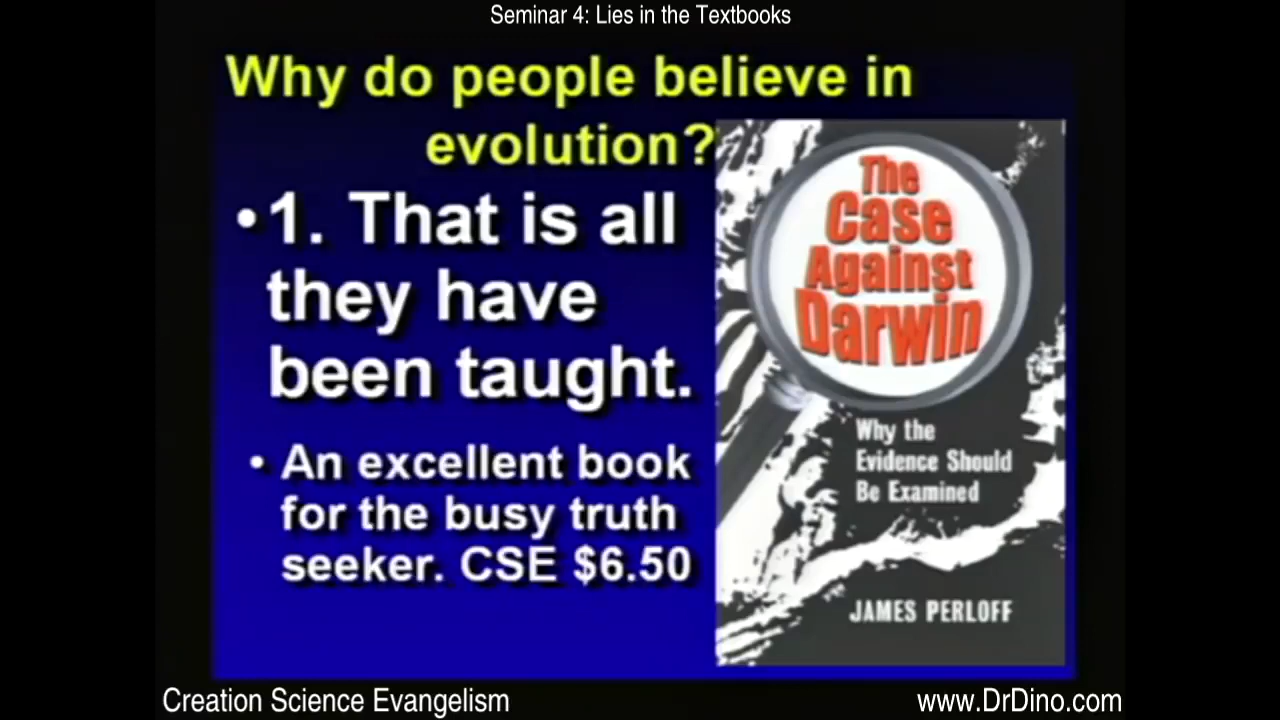 Seminar 4: Lies in the Textbooks
Why do people believe in
evolution?
•1. That is all
they have
been taught.
• An excellent book
for the busy truth
seeker. CSE $6.50
The
Case
Against
Darwin
Why the
Evidence Should
Be Examined
JAMES PERLOFF
Creation Science Evangelism
www.DrDino.com